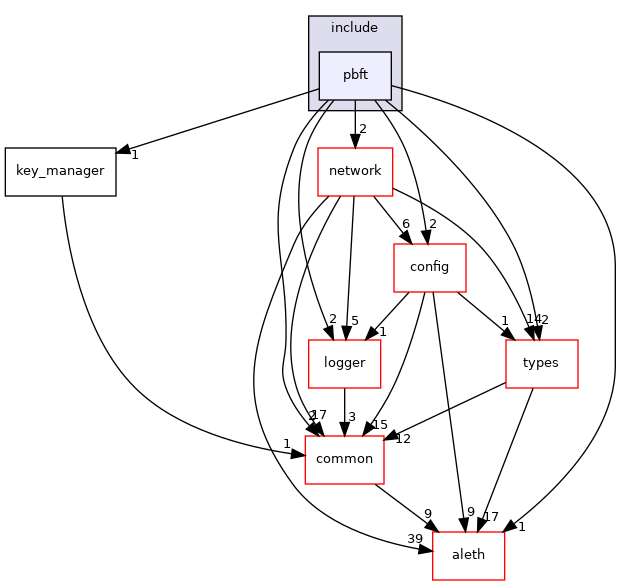 include
pbft
2
1
key_manager
network
6
2
config
2
5
1
1
14
2
logger
types
3
2
17
15
12
1
common
9
9
17
1
39
aleth